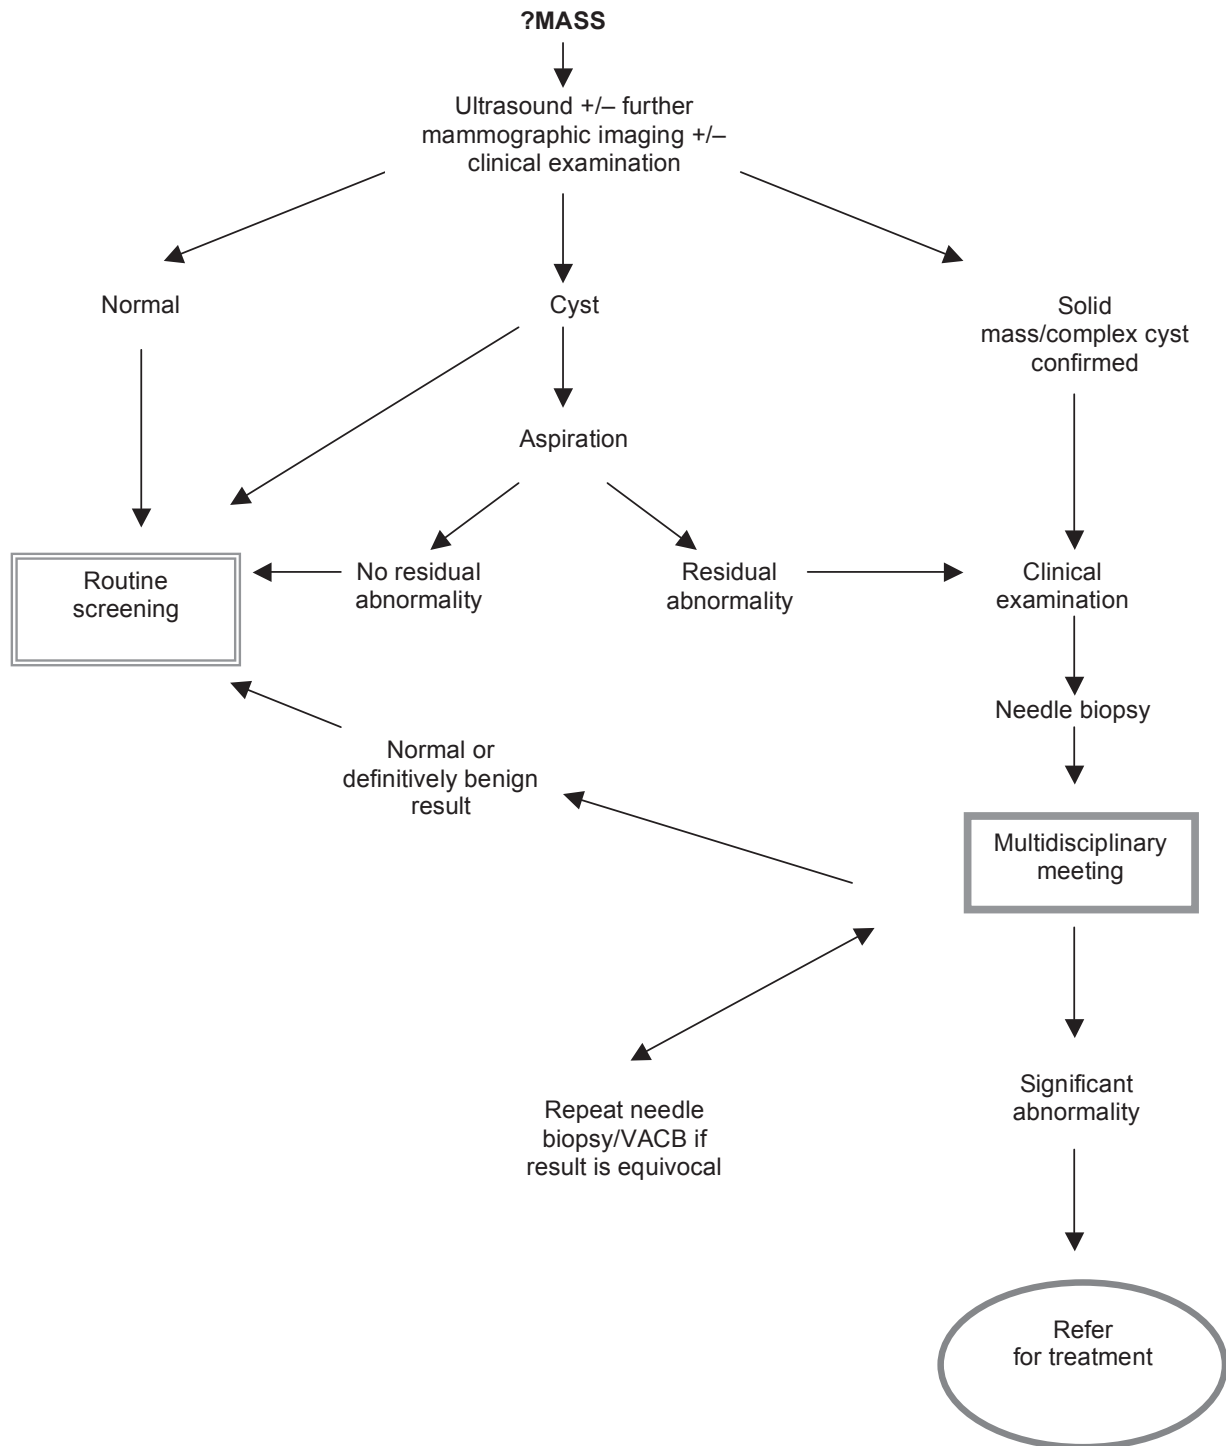 ?MASS
Ultrasound +/– further
mammographic imaging +/–
clinical examination
Normal
Cyst
Solid
mass/complex cyst
confirmed
Aspiration
Routine
screening
No residual
abnormality
Residual
abnormality
Clinical
examination
Needle biopsy
Normal or
definitively benign
result
Multidisciplinary
meeting
Repeat needle
biopsy/VACB if
result is equivocal
Significant
abnormality
Refer
for treatment